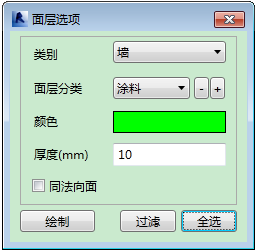 面层选项
类别 墙
面层分类 涂料 - +
颜色
厚度(mm) 10
同法向面
绘制 过滤 全选